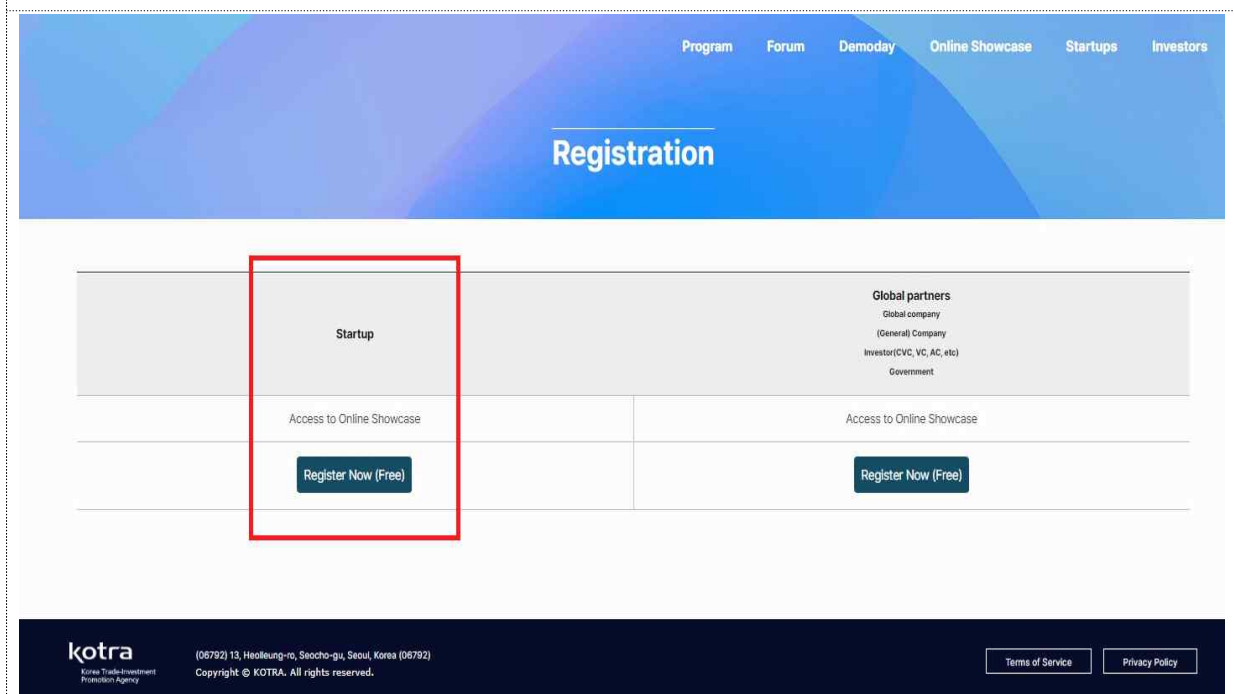 Program Forum Demoday Online Showcase Startups Investors
Registration
Startup
Global partners
Global company
(General) Company
Investor(CVC, VC, AC, etc)
Government
Access to Online Showcase
Access to Online Showcase
Register Now (Free)
Register Now (Free)
kotra
Korea Trade-Investment
Promotion Agency
(06792) 13, Heolleung-ro, Seocho-gu, Seoul, Korea (06792)
Copyright © KOTRA. All rights reserved.
Terms of Service
Privacy Policy